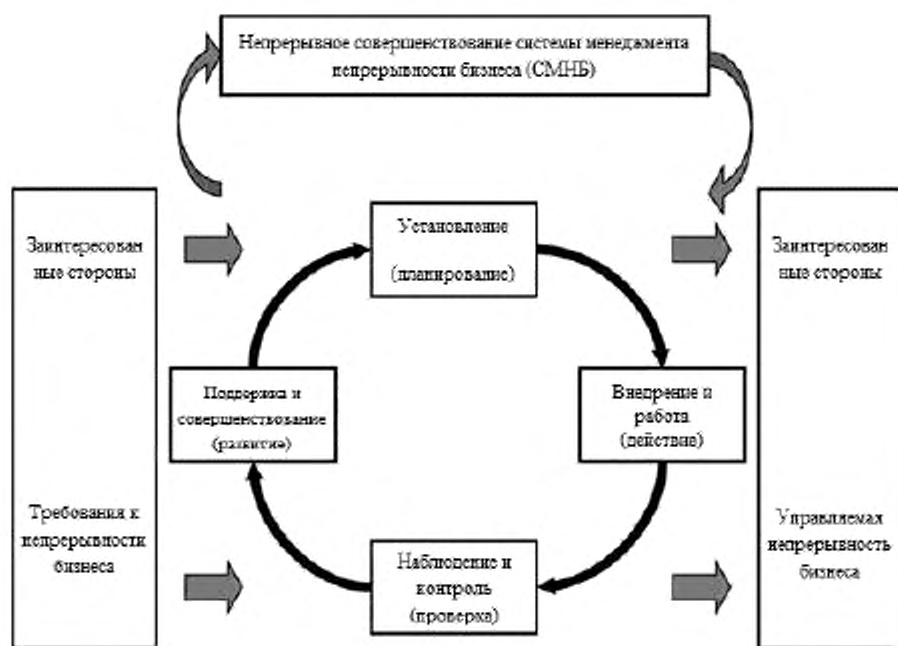 Непрерывное совершенствование системы менеджмента
непрерывности бизнеса (СМНБ)
Заинтересован
ные стороны
Требования к
непрерывности
бизнеса
Установление
(планирование)
Поддержка и
совершенствование
(развитие)
Внедрение и
работа
(действие)
Наблюдение и
контроль
(проверка)
Заинтересован
ные стороны
Управляемая
непрерывность
бизнеса